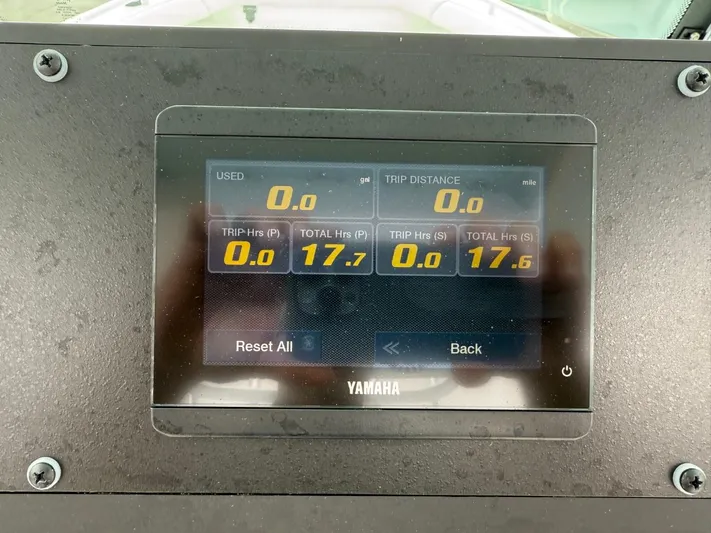 USED gal TRIP DISTANCE mile
0.0 0.0
TRIP Hrs (P) TOTAL Hrs (P) TRIP Hrs (S) TOTAL Hrs (S)
0.0 17.7 0.0 17.6
Reset All Back
YAMAHA